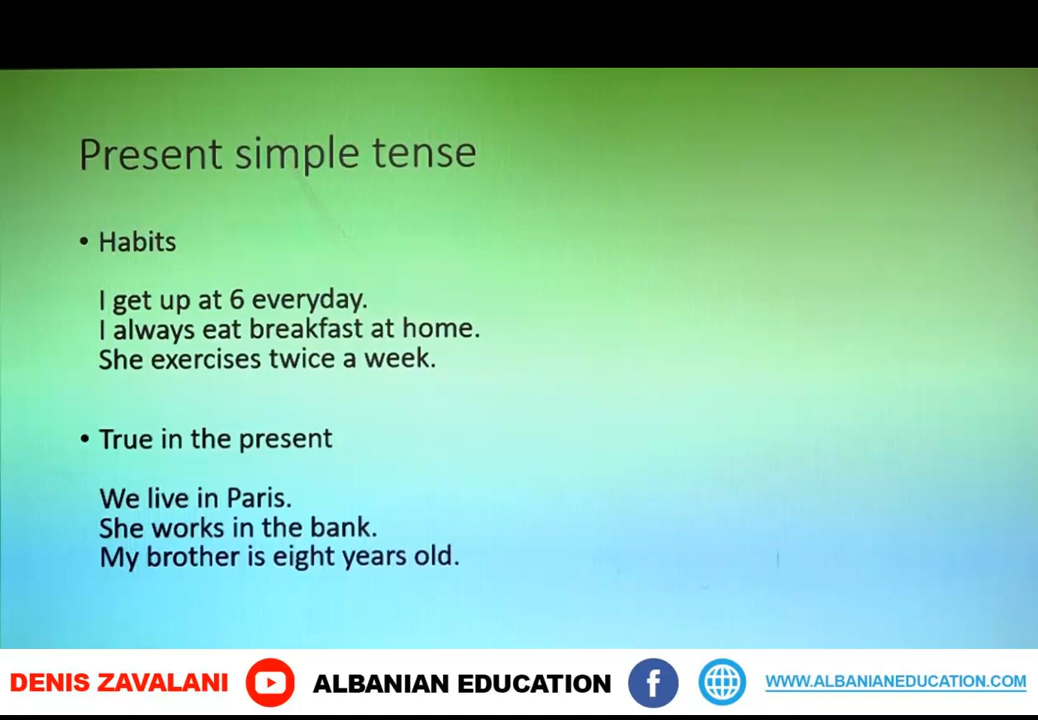 Present simple tense
• Habits
I get up at 6 everyday.
I always eat breakfast at home.
She exercises twice a week.
• True in the present
We live in Paris.
She works in the bank.
My brother is eight years old.
DENIS ZAVALANI ALBANIAN EDUCATION WWW.ALBANIANEDUCATION.COM